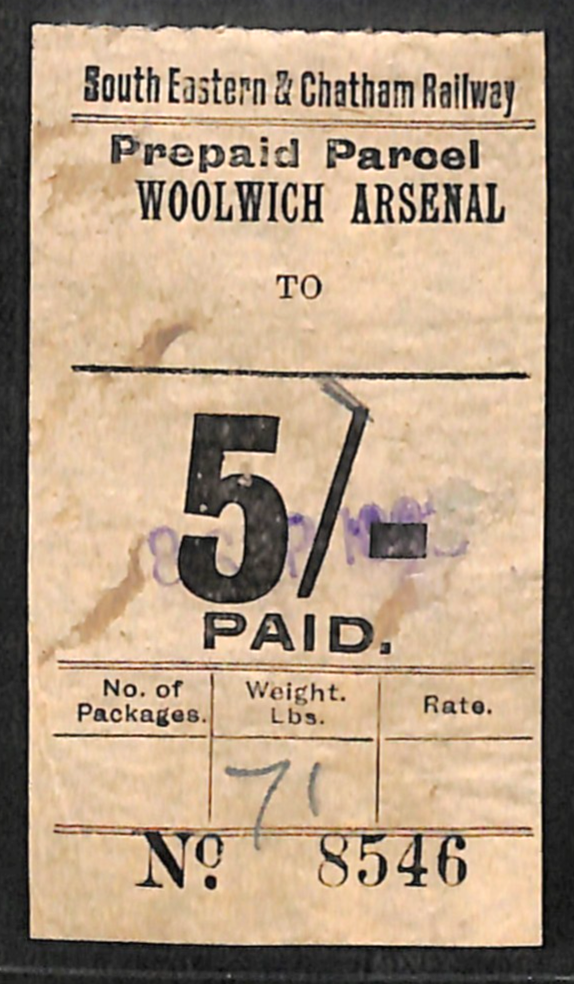 South Eastern & Chatham Railway
Prepaid Parcel
WOOLWICH ARSENAL
TO
5/-
PAID.
No. of Packages.
Weight. Lbs.
Rate.
71
Nº 8546